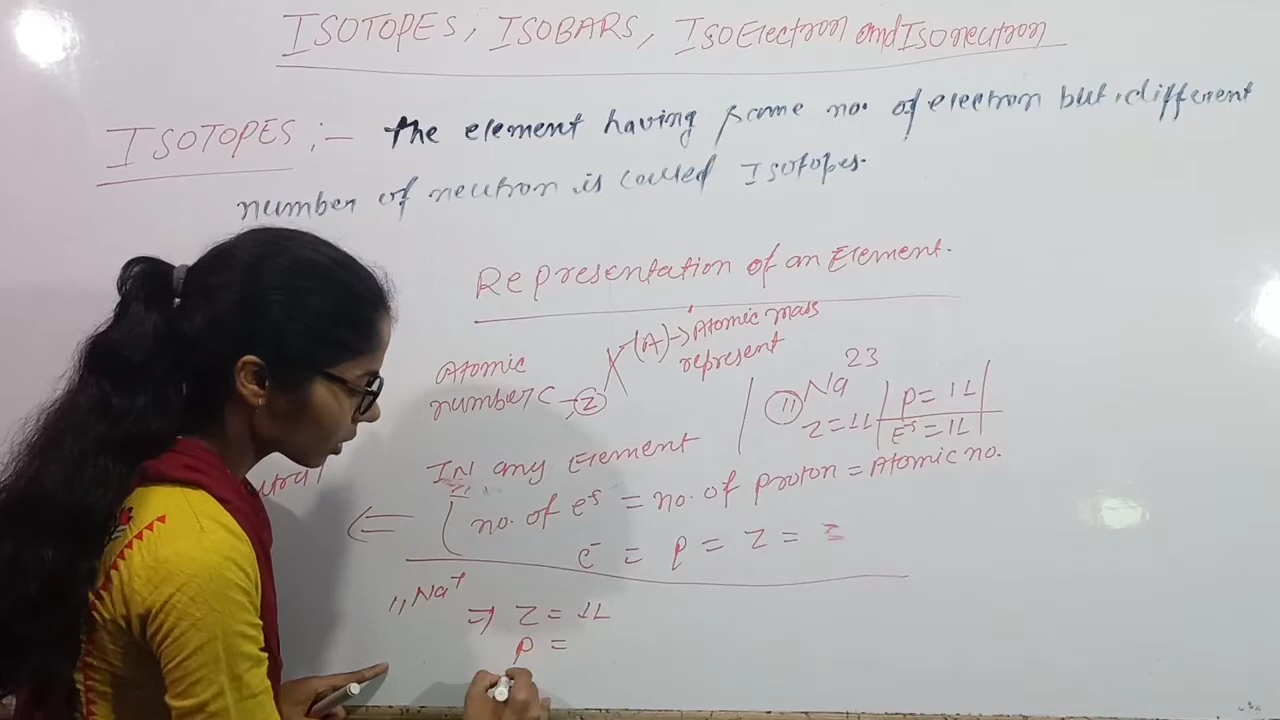 ISOTOPES, ISOBARS, IsoElectron and Isoneutron
ISOTOPES :- The element having same no. of electron but different
number of neutron is called Isotopes.
Representation of an Element.
Atomic number ← Z X (A) → Atomic mass represent
11 Na 23
Z = 11 | P = 11
Es = 11
IN any Element
no. of es = no. of proton = Atomic no.
e- = p = Z =
11 Na+ ⇒ Z = 11
P =